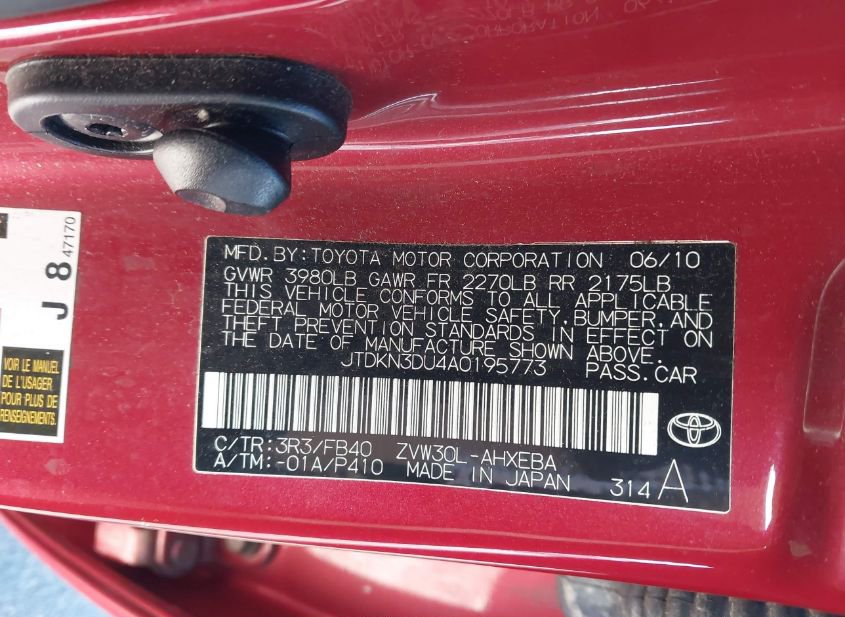 MFD. BY: TOYOTA MOTOR CORPORATION 06/10
GVWR 3980LB GAWR FR 2270LB RR 2175LB
THIS VEHICLE CONFORMS TO ALL APPLICABLE
FEDERAL MOTOR VEHICLE SAFETY, BUMPER, AND
THEFT PREVENTION STANDARDS IN EFFECT ON
THE DATE OF MANUFACTURE SHOWN ABOVE.
JTDKN3DU4A0195773 PASS. CAR
C/TR: 3R3/FB40 ZVW30L-AHXEBA
A/TM: -01A/P410 MADE IN JAPAN 314 A
J 8 47170
VOIR LE MANUEL
DE L'USAGER
POUR PLUS DE
RENSEIGNEMENTS.